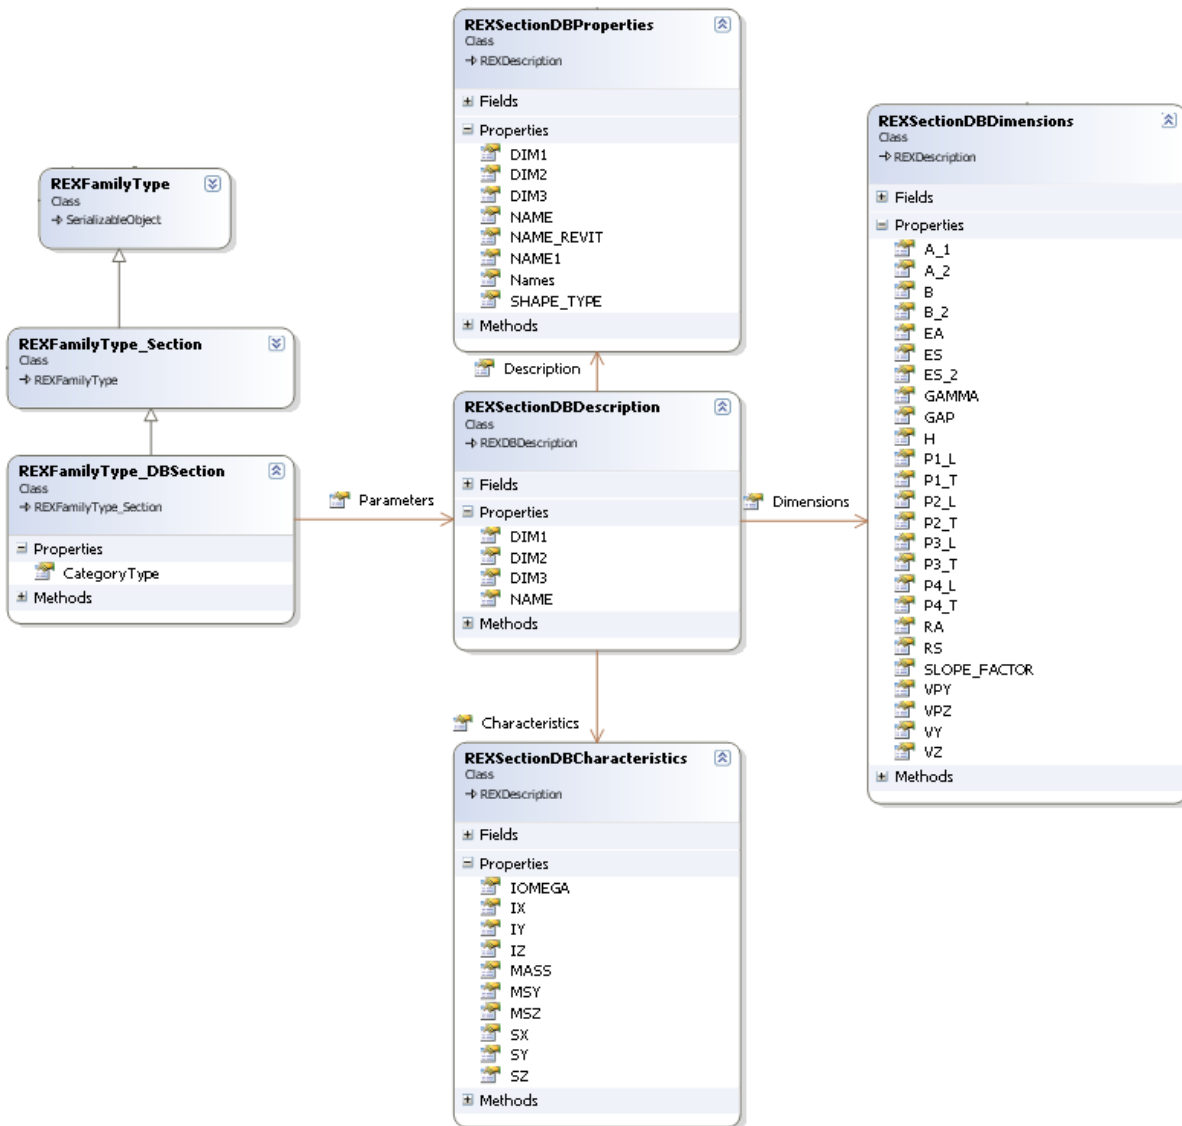 REXFamilyType
Class
SerializableObject
REXFamilyType_Section
Class
REXFamilyType
REXFamilyType_DBSection
Class
REXFamilyType_Section
Properties
CategoryType
Methods
Parameters
REXSectionDBProperties
Class
REXDescription
Fields
Properties
DIM1
DIM2
DIM3
NAME
NAME_REVIT
NAME1
Names
SHAPE_TYPE
Methods
Description
REXSectionDBDescription
Class
REXDBDescription
Fields
Properties
DIM1
DIM2
DIM3
NAME
Methods
Characteristics
REXSectionDBCharacteristics
Class
REXDescription
Fields
Properties
IOMEGA
IX
IY
IZ
MASS
MSY
MSZ
SX
SY
SZ
Methods
Dimensions
REXSectionDBDimensions
Class
REXDescription
Fields
Properties
A_1
A_2
B
B_2
EA
ES
ES_2
GAMMA
GAP
H
P1_L
P1_T
P2_L
P2_T
P3_L
P3_T
P4_L
P4_T
RA
RS
SLOPE_FACTOR
VPY
VPZ
VY
VZ
Methods